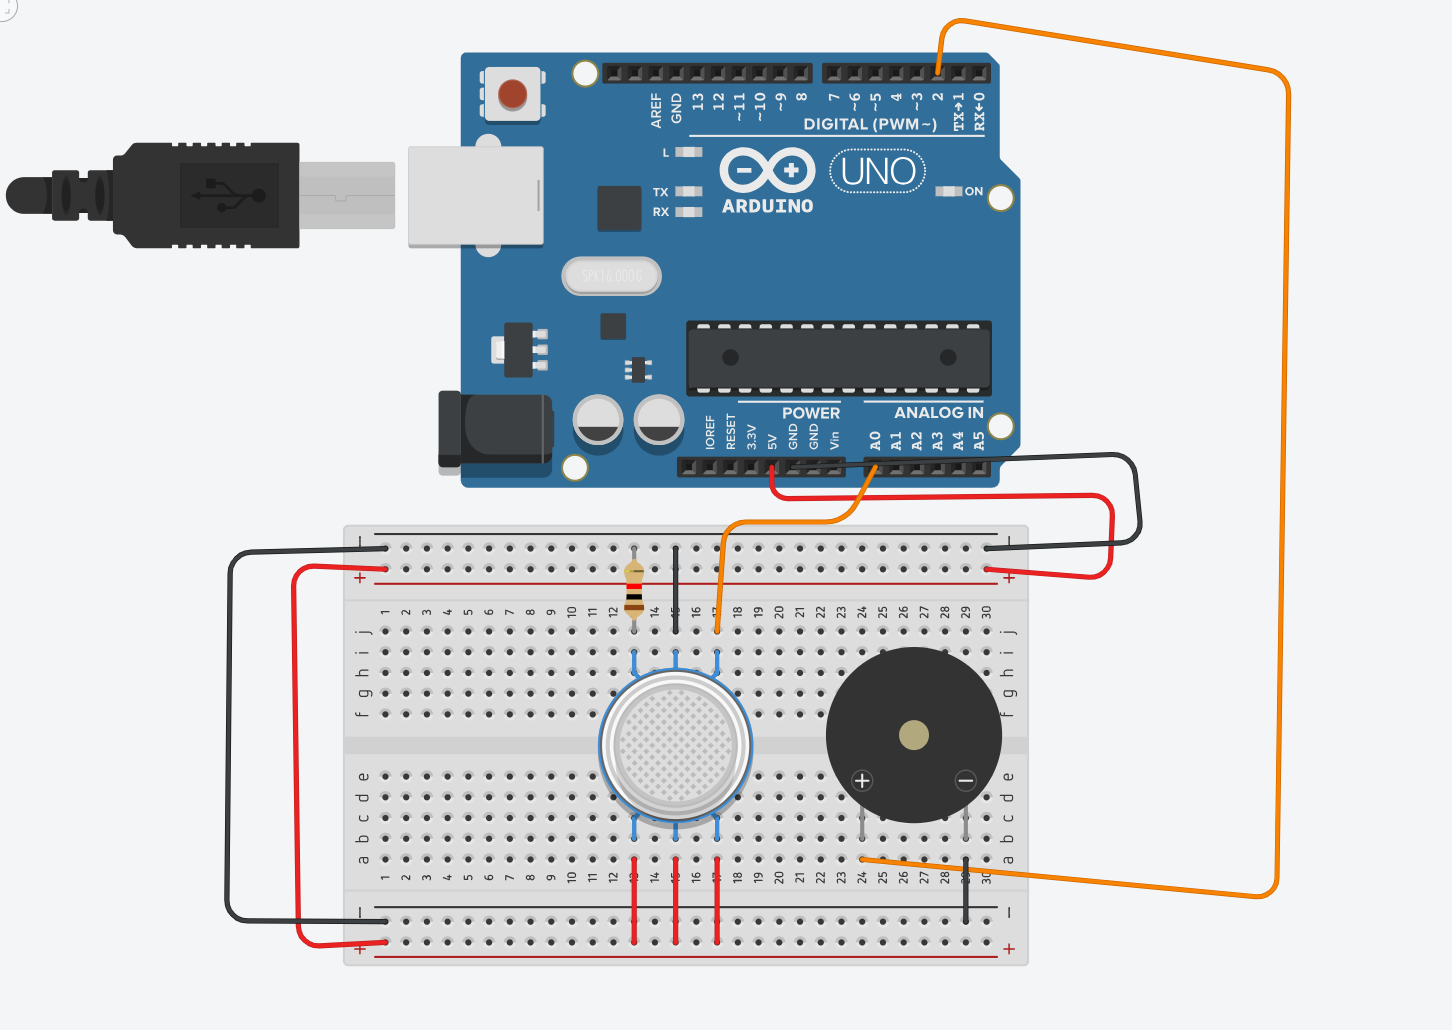 AREF
GND
13
12
~11
~10
~9
8
7
~6
~5
4
~3
2
TX→1
RX←0
DIGITAL (PWM~)
L
TX
RX
UNO
ON
ARDUINO
SPK16.000G
POWER
ANALOG IN
IOREF
RESET
3.3V
5V
GND
GND
Vin
A0
A1
A2
A3
A4
A5
− −
+ +
1 2 3 4 5 6 7 8 9 10 11 12 14 15 16 17 18 19 20 21 22 23 24 25 26 27 28 29 30
j j
i i
h h
g g
f f
+ −
e e
d d
c c
b b
a a
1 2 3 4 5 6 7 8 9 10 11 12 13 14 15 16 17 18 19 20 21 22 23 24 25 26 27 28 29 30
− −
+ +